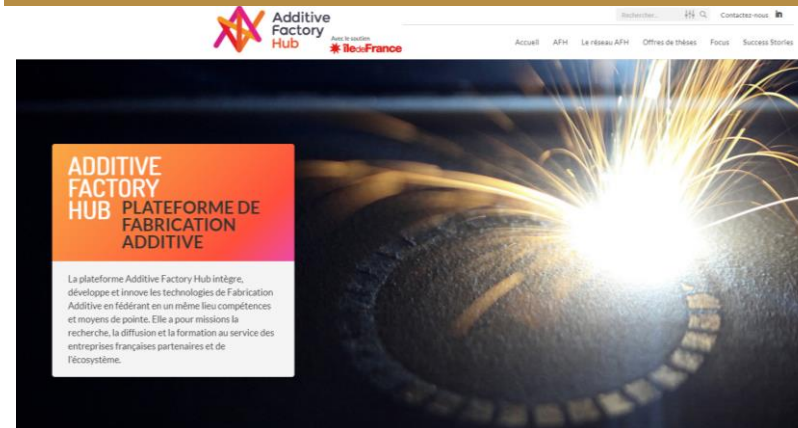 Additive
Factory
Hub
Avec le soutien
îledeFrance
Rechercher...
Contactez-nous in
Accueil AFH Le réseau AFH Offres de thèses Focus Success Stories
ADDITIVE
FACTORY
HUB PLATEFORME DE
FABRICATION
ADDITIVE
La plateforme Additive Factory Hub intègre,
développe et innove les technologies de Fabrication
Additive en fédérant en un même lieu compétences
et moyens de pointe. Elle a pour missions la
recherche, la diffusion et la formation au service des
entreprises françaises partenaires et de
l'écosystème.